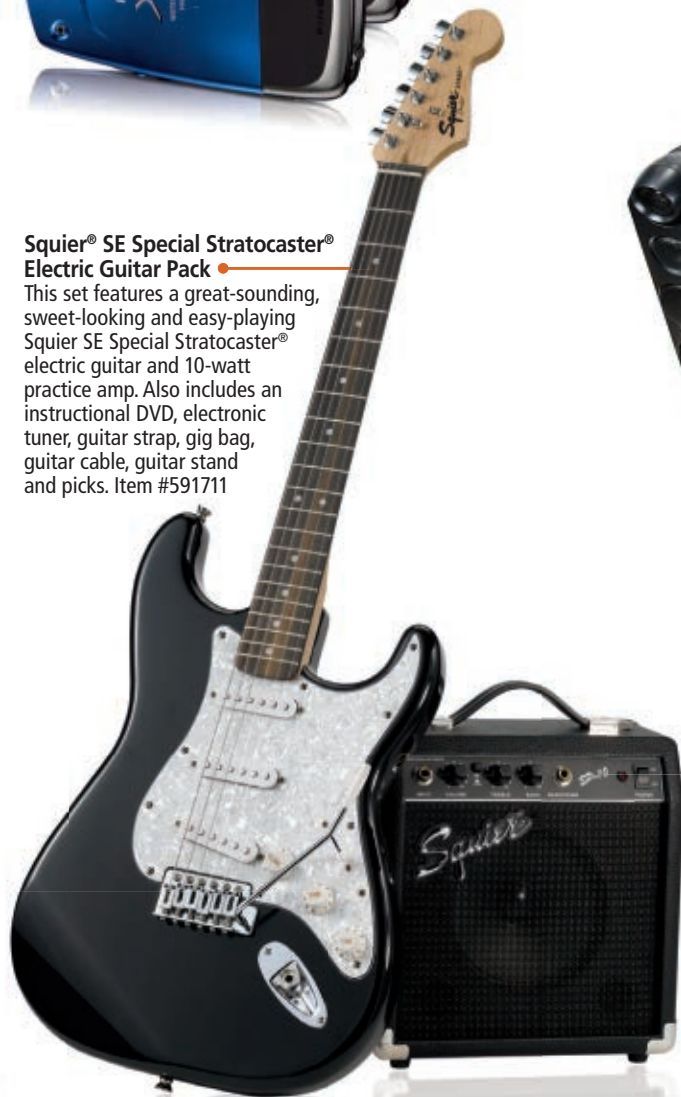 Squier
Squier® SE Special Stratocaster®
Electric Guitar Pack
This set features a great-sounding,
sweet-looking and easy-playing
Squier SE Special Stratocaster®
electric guitar and 10-watt
practice amp. Also includes an
instructional DVD, electronic
tuner, guitar strap, gig bag,
guitar cable, guitar stand
and picks. Item #591711
SP-10
Squier